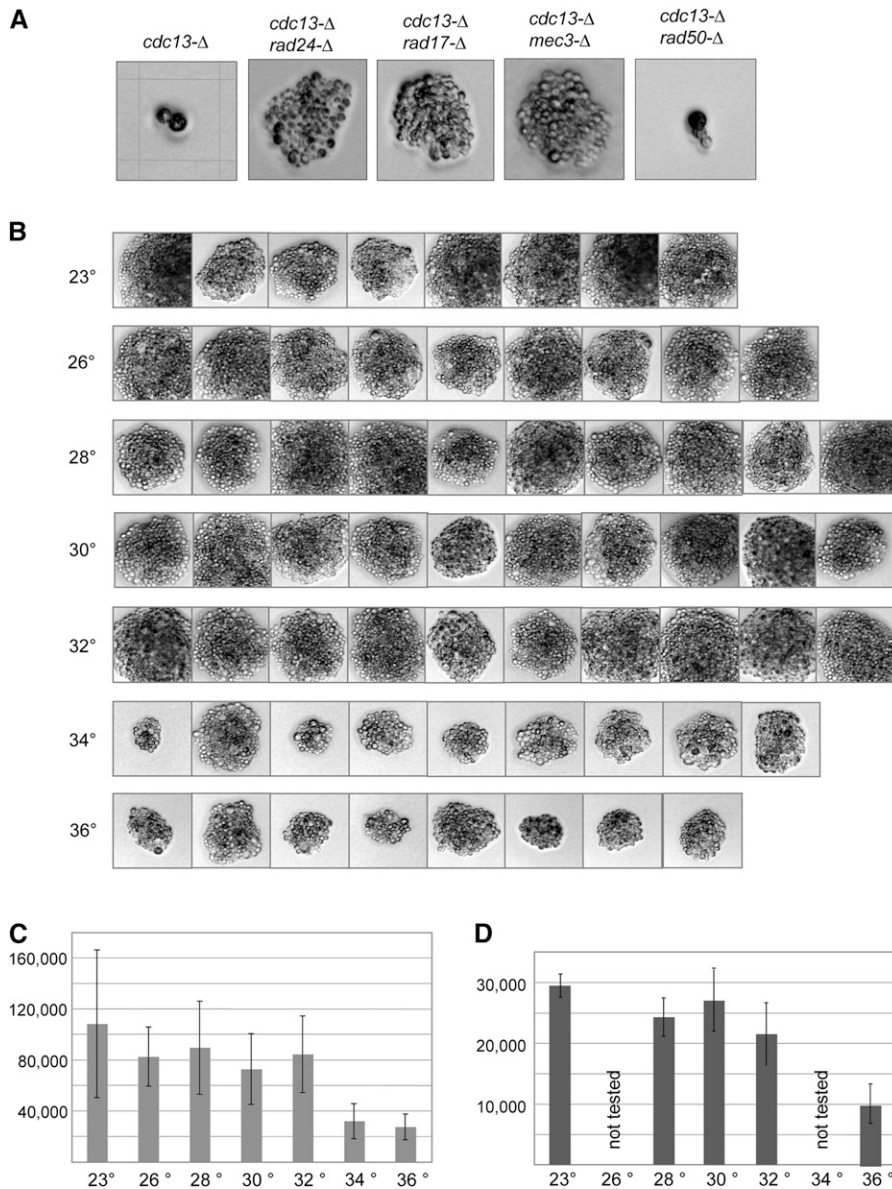 A
cdc13-Δ
cdc13-Δ
rad24-Δ
cdc13-Δ
rad17-Δ
cdc13-Δ
mec3-Δ
cdc13-Δ
rad50-Δ
B
23°
26°
28°
30°
32°
34°
36°
C
160,000
120,000
80,000
40,000
23° 26° 28° 30° 32° 34° 36°
D
30,000
20,000
10,000
not tested
not tested
23° 26° 28° 30° 32° 34° 36°